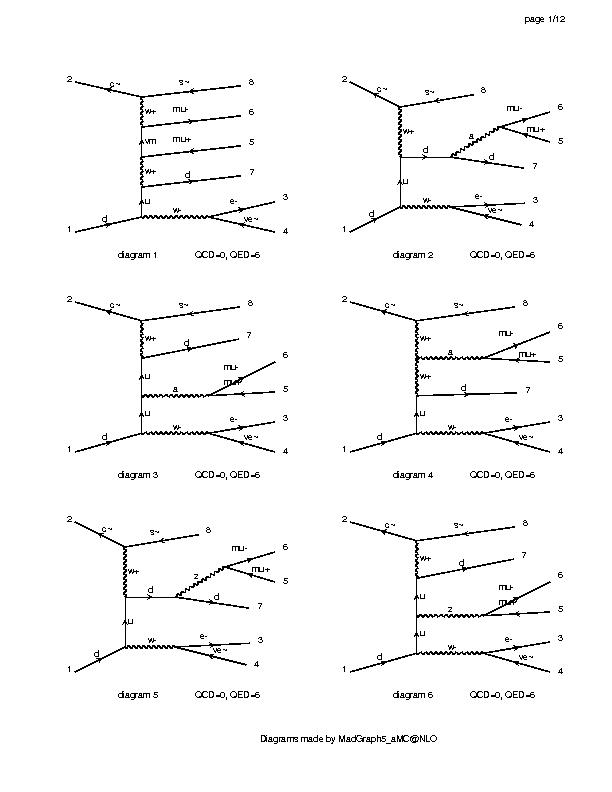 page 1/12
2 c~ s~ 8
w+ mu- 6
vm mu+ 5
w+ d 7
u
d w- e- 3
1 ve~ 4
diagram 1 QCD=0, QED=6
2 c~ s~ 8
w+ a mu- 6
mu+ 5
d d 7
u
d w- e- 3
1 ve~ 4
diagram 2 QCD=0, QED=6
2 c~ s~ 8
w+ d 7
u mu- 6
a mu+ 5
u
d w- e- 3
1 ve~ 4
diagram 3 QCD=0, QED=6
2 c~ s~ 8
w+ mu- 6
a mu+ 5
w+ d 7
u
d w- e- 3
1 ve~ 4
diagram 4 QCD=0, QED=6
2 c~ s~ 8
w+ z mu- 6
mu+ 5
d d 7
u
d w- e- 3
1 ve~ 4
diagram 5 QCD=0, QED=6
2 c~ s~ 8
w+ d 7
u mu- 6
z mu+ 5
u
d w- e- 3
1 ve~ 4
diagram 6 QCD=0, QED=6
Diagrams made by MadGraph5_aMC@NLO